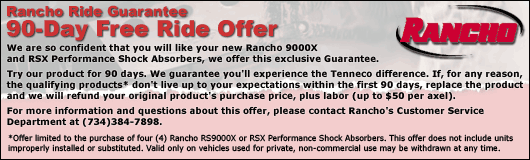 Rancho Ride Guarantee
90-Day Free Ride Offer
RANCHO
We are so confident that you will like your new Rancho 9000X
and RSX Performance Shock Absorbers, we offer this exclusive Guarantee.
Try our product for 90 days. We guarantee you'll experience the Tenneco difference. If, for any reason,
the qualifying products* don't live up to your expectations within the first 90 days, replace the product
and we will refund your original product's purchase price, plus labor (up to $50 per axel).
For more information and questions about this offer, please contact Rancho's Customer Service
Department at (734)384-7898.
*Offer limited to the purchase of four (4) Rancho RS9000X or RSX Performance Shock Absorbers. This offer does not include units
improperly installed or substituted. Valid only on vehicles used for private, non-commercial use may be withdrawn at any time.